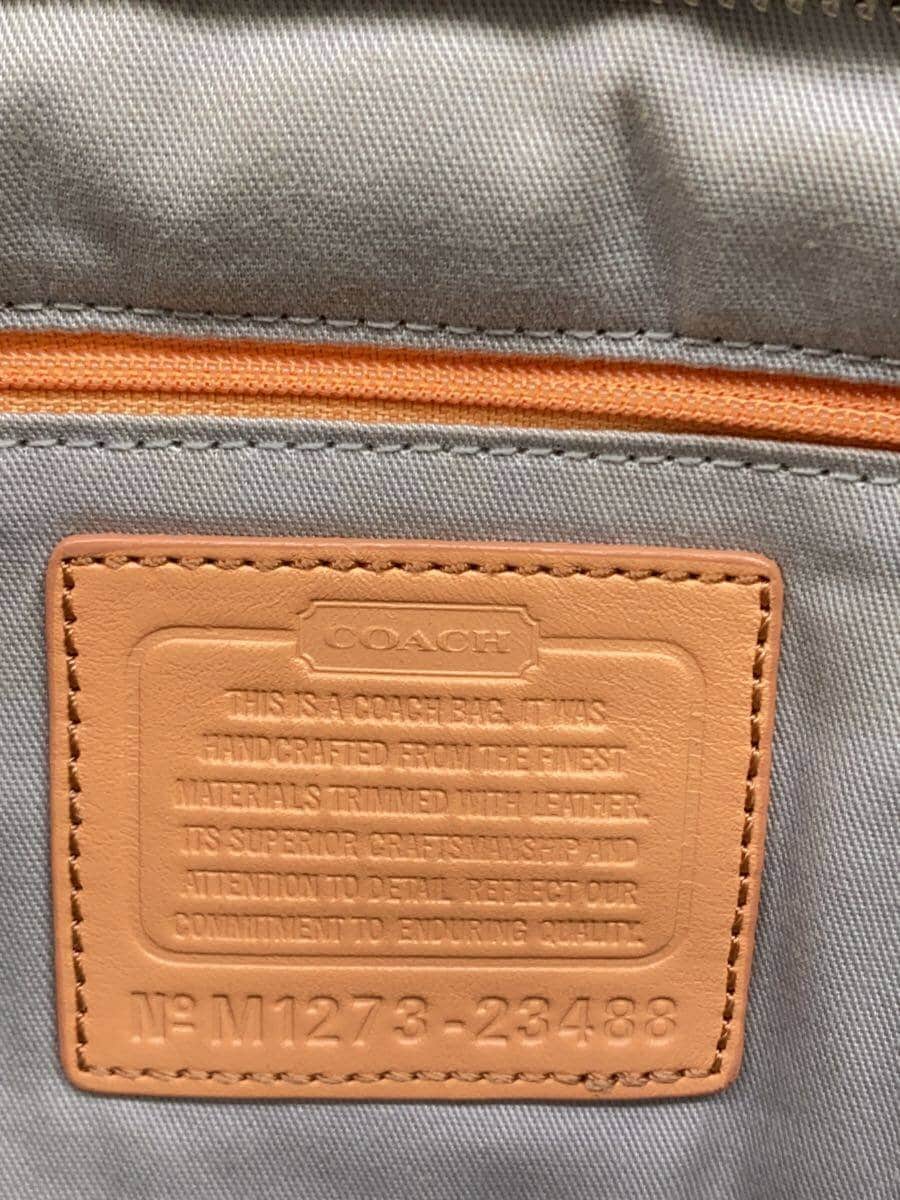 COACH
THIS IS A COACH BAG. IT WAS
HANDCRAFTED FROM THE FINEST
MATERIALS TRIMMED WITH LEATHER.
ITS SUPERIOR CRAFTSMANSHIP AND
ATTENTION TO DETAIL REFLECT OUR
COMMITMENT TO ENDURING QUALITY.
Nº M1273-23488